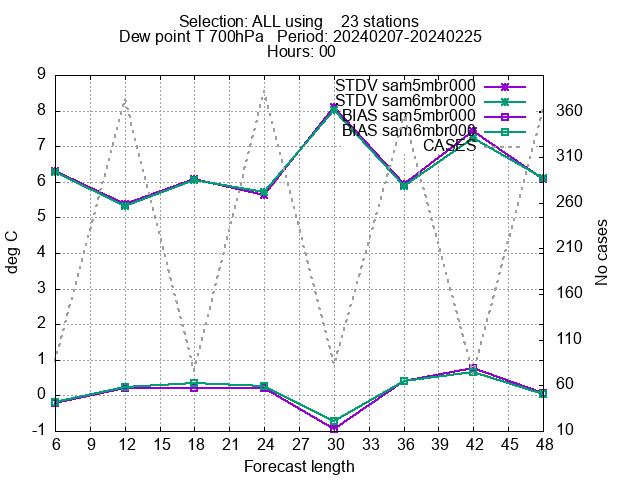 Selection: ALL using    23 stations
Dew point T 700hPa   Period: 20240207-20240225
Hours: 00
STDV sam5mbr000
STDV sam6mbr000
BIAS sam5mbr000
BIAS sam6mbr000
CASES
9
8
7
6
5
4
3
2
1
0
-1
deg C
360
310
260
210
160
110
60
10
No cases
6 9 12 15 18 21 24 27 30 33 36 39 42 45 48
Forecast length